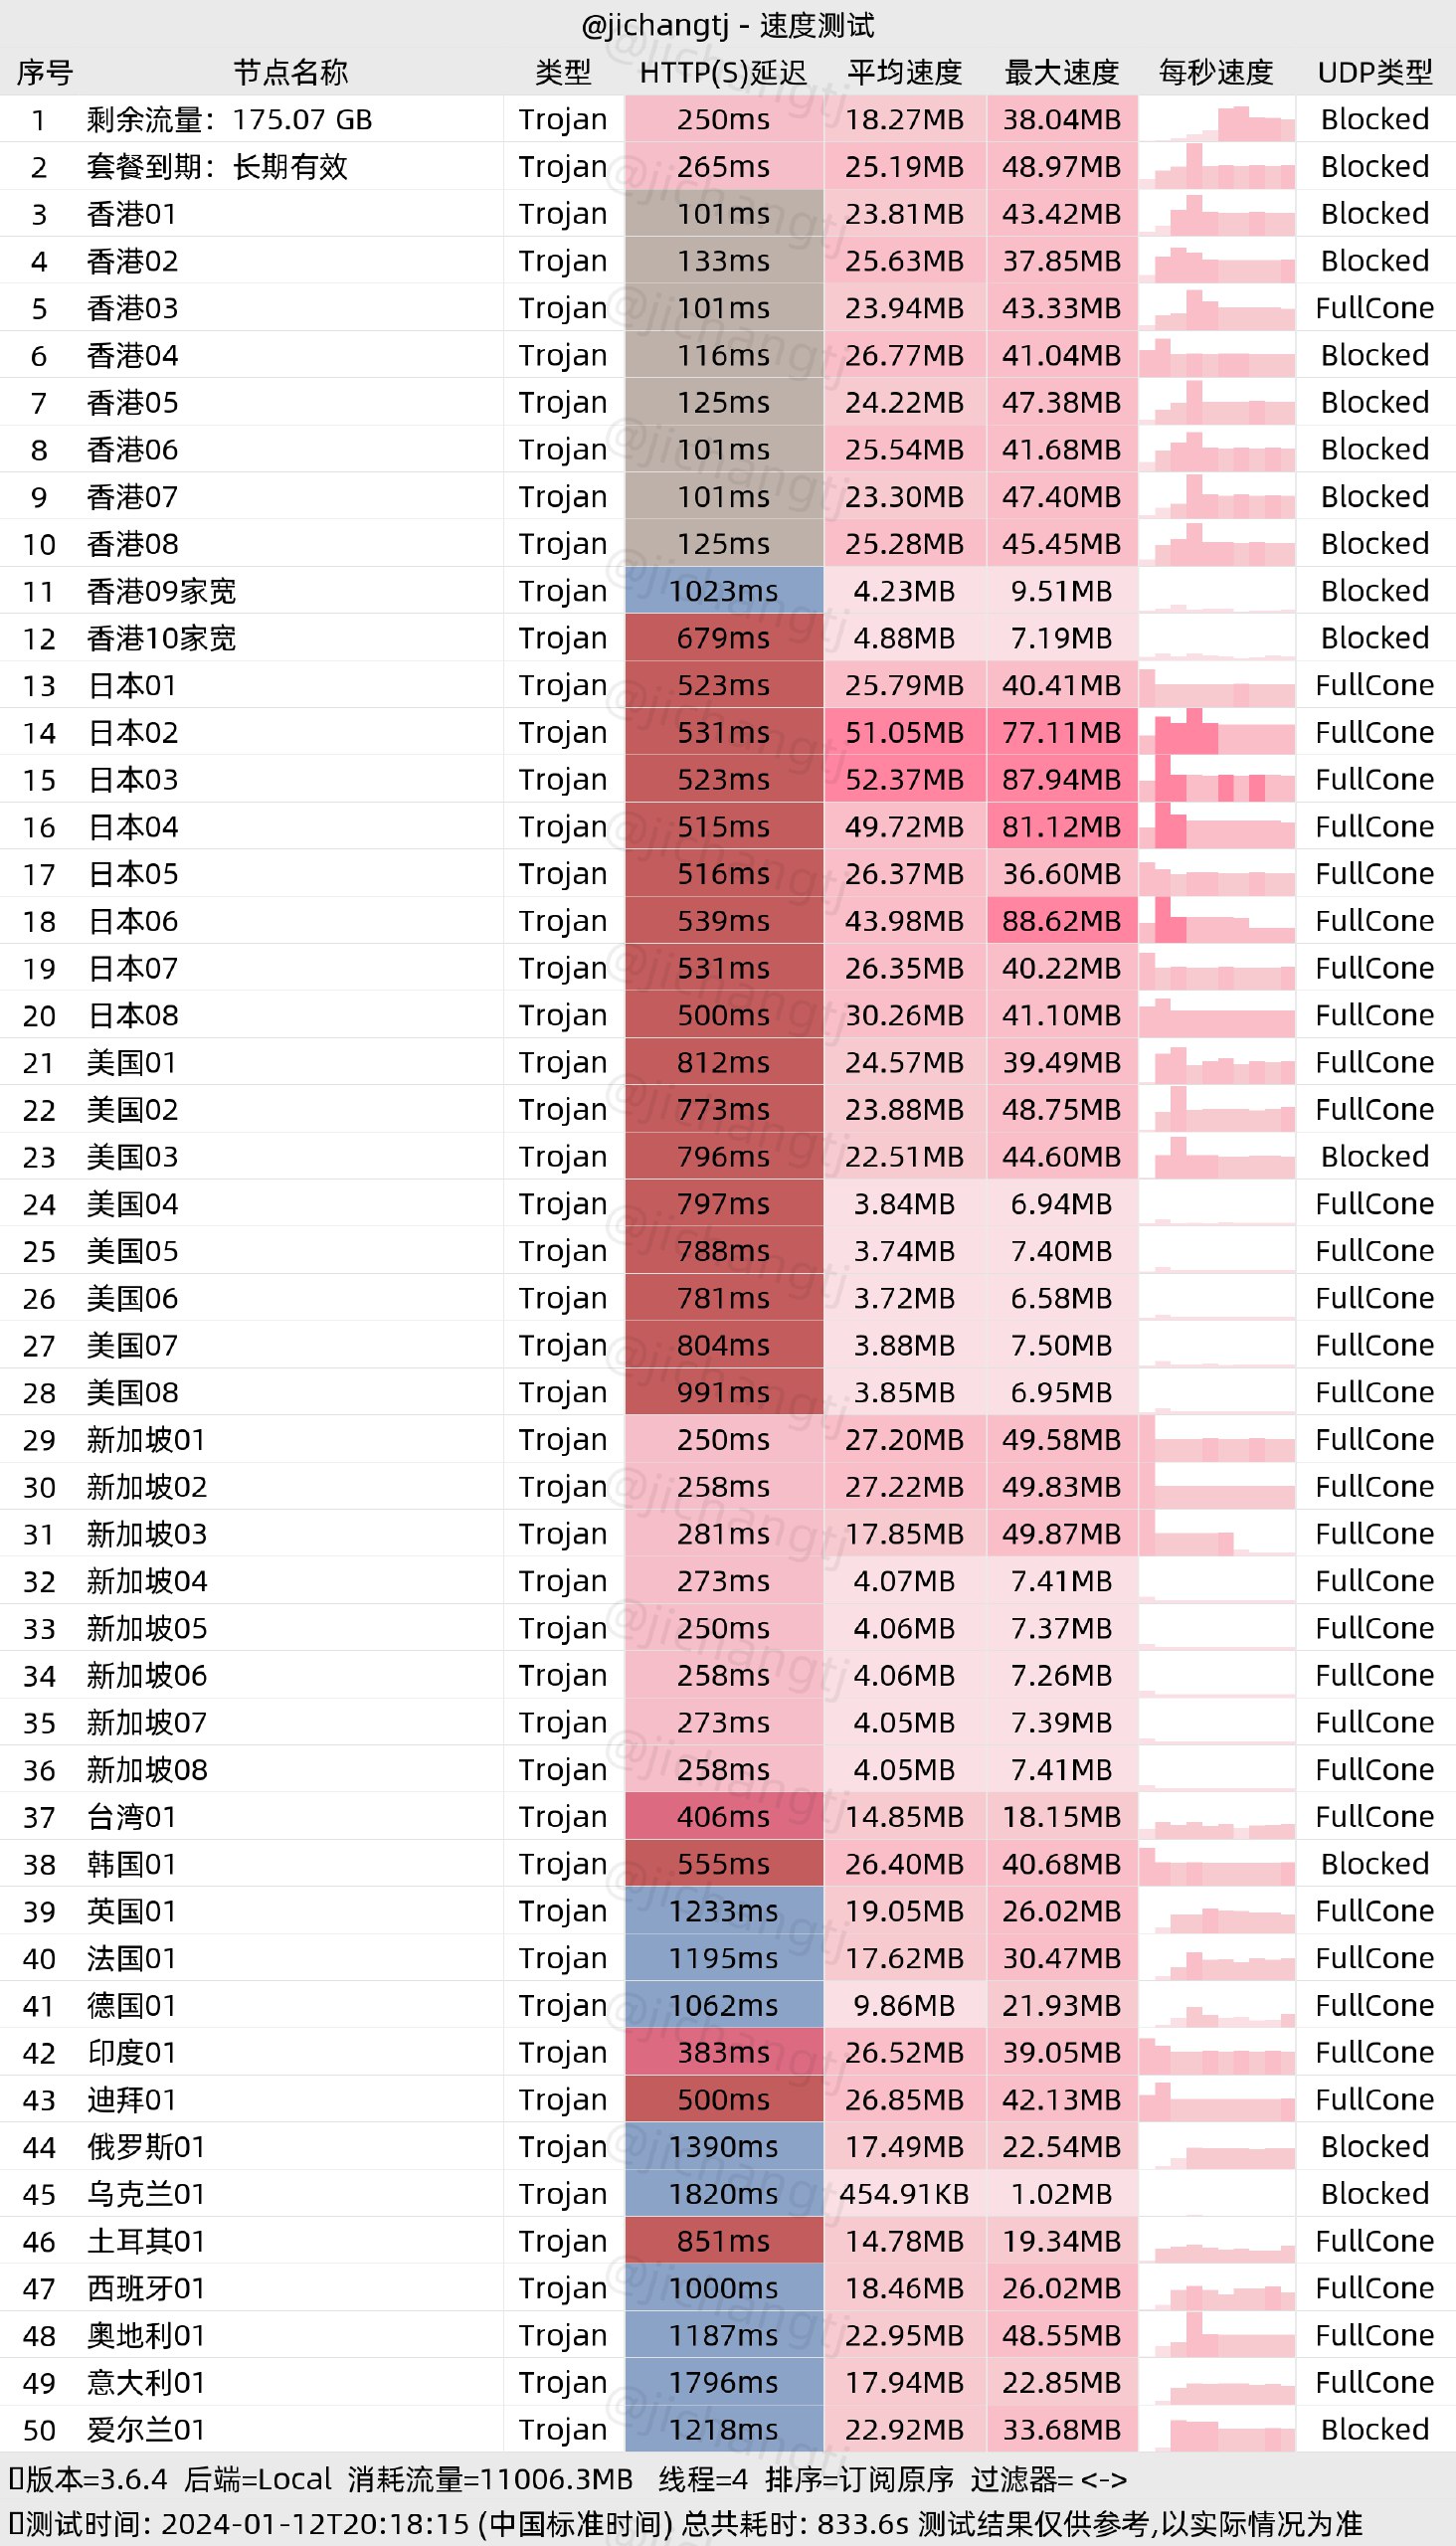 @jichangtj - 速度测试
序号 节点名称 类型 HTTP(S)延迟 平均速度 最大速度 每秒速度 UDP类型
1 剩余流量：175.07 GB Trojan 250ms 18.27MB 38.04MB Blocked
2 套餐到期：长期有效 Trojan 265ms 25.19MB 48.97MB Blocked
3 香港01 Trojan 101ms 23.81MB 43.42MB Blocked
4 香港02 Trojan 133ms 25.63MB 37.85MB Blocked
5 香港03 Trojan 101ms 23.94MB 43.33MB FullCone
6 香港04 Trojan 116ms 26.77MB 41.04MB Blocked
7 香港05 Trojan 125ms 24.22MB 47.38MB Blocked
8 香港06 Trojan 101ms 25.54MB 41.68MB Blocked
9 香港07 Trojan 101ms 23.30MB 47.40MB Blocked
10 香港08 Trojan 125ms 25.28MB 45.45MB Blocked
11 香港09家宽 Trojan 1023ms 4.23MB 9.51MB Blocked
12 香港10家宽 Trojan 679ms 4.88MB 7.19MB Blocked
13 日本01 Trojan 523ms 25.79MB 40.41MB FullCone
14 日本02 Trojan 531ms 51.05MB 77.11MB FullCone
15 日本03 Trojan 523ms 52.37MB 87.94MB FullCone
16 日本04 Trojan 515ms 49.72MB 81.12MB FullCone
17 日本05 Trojan 516ms 26.37MB 36.60MB FullCone
18 日本06 Trojan 539ms 43.98MB 88.62MB FullCone
19 日本07 Trojan 531ms 26.35MB 40.22MB FullCone
20 日本08 Trojan 500ms 30.26MB 41.10MB FullCone
21 美国01 Trojan 812ms 24.57MB 39.49MB FullCone
22 美国02 Trojan 773ms 23.88MB 48.75MB FullCone
23 美国03 Trojan 796ms 22.51MB 44.60MB Blocked
24 美国04 Trojan 797ms 3.84MB 6.94MB FullCone
25 美国05 Trojan 788ms 3.74MB 7.40MB FullCone
26 美国06 Trojan 781ms 3.72MB 6.58MB FullCone
27 美国07 Trojan 804ms 3.88MB 7.50MB FullCone
28 美国08 Trojan 991ms 3.85MB 6.95MB FullCone
29 新加坡01 Trojan 250ms 27.20MB 49.58MB FullCone
30 新加坡02 Trojan 258ms 27.22MB 49.83MB FullCone
31 新加坡03 Trojan 281ms 17.85MB 49.87MB FullCone
32 新加坡04 Trojan 273ms 4.07MB 7.41MB FullCone
33 新加坡05 Trojan 250ms 4.06MB 7.37MB FullCone
34 新加坡06 Trojan 258ms 4.06MB 7.26MB FullCone
35 新加坡07 Trojan 273ms 4.05MB 7.39MB FullCone
36 新加坡08 Trojan 258ms 4.05MB 7.41MB FullCone
37 台湾01 Trojan 406ms 14.85MB 18.15MB FullCone
38 韩国01 Trojan 555ms 26.40MB 40.68MB Blocked
39 英国01 Trojan 1233ms 19.05MB 26.02MB FullCone
40 法国01 Trojan 1195ms 17.62MB 30.47MB FullCone
41 德国01 Trojan 1062ms 9.86MB 21.93MB FullCone
42 印度01 Trojan 383ms 26.52MB 39.05MB FullCone
43 迪拜01 Trojan 500ms 26.85MB 42.13MB FullCone
44 俄罗斯01 Trojan 1390ms 17.49MB 22.54MB Blocked
45 乌克兰01 Trojan 1820ms 454.91KB 1.02MB Blocked
46 土耳其01 Trojan 851ms 14.78MB 19.34MB FullCone
47 西班牙01 Trojan 1000ms 18.46MB 26.02MB FullCone
48 奥地利01 Trojan 1187ms 22.95MB 48.55MB FullCone
49 意大利01 Trojan 1796ms 17.94MB 22.85MB FullCone
50 爱尔兰01 Trojan 1218ms 22.92MB 33.68MB Blocked
版本=3.6.4 后端=Local 消耗流量=11006.3MB 线程=4 排序=订阅原序 过滤器= <->
测试时间: 2024-01-12T20:18:15 (中国标准时间) 总共耗时: 833.6s 测试结果仅供参考,以实际情况为准